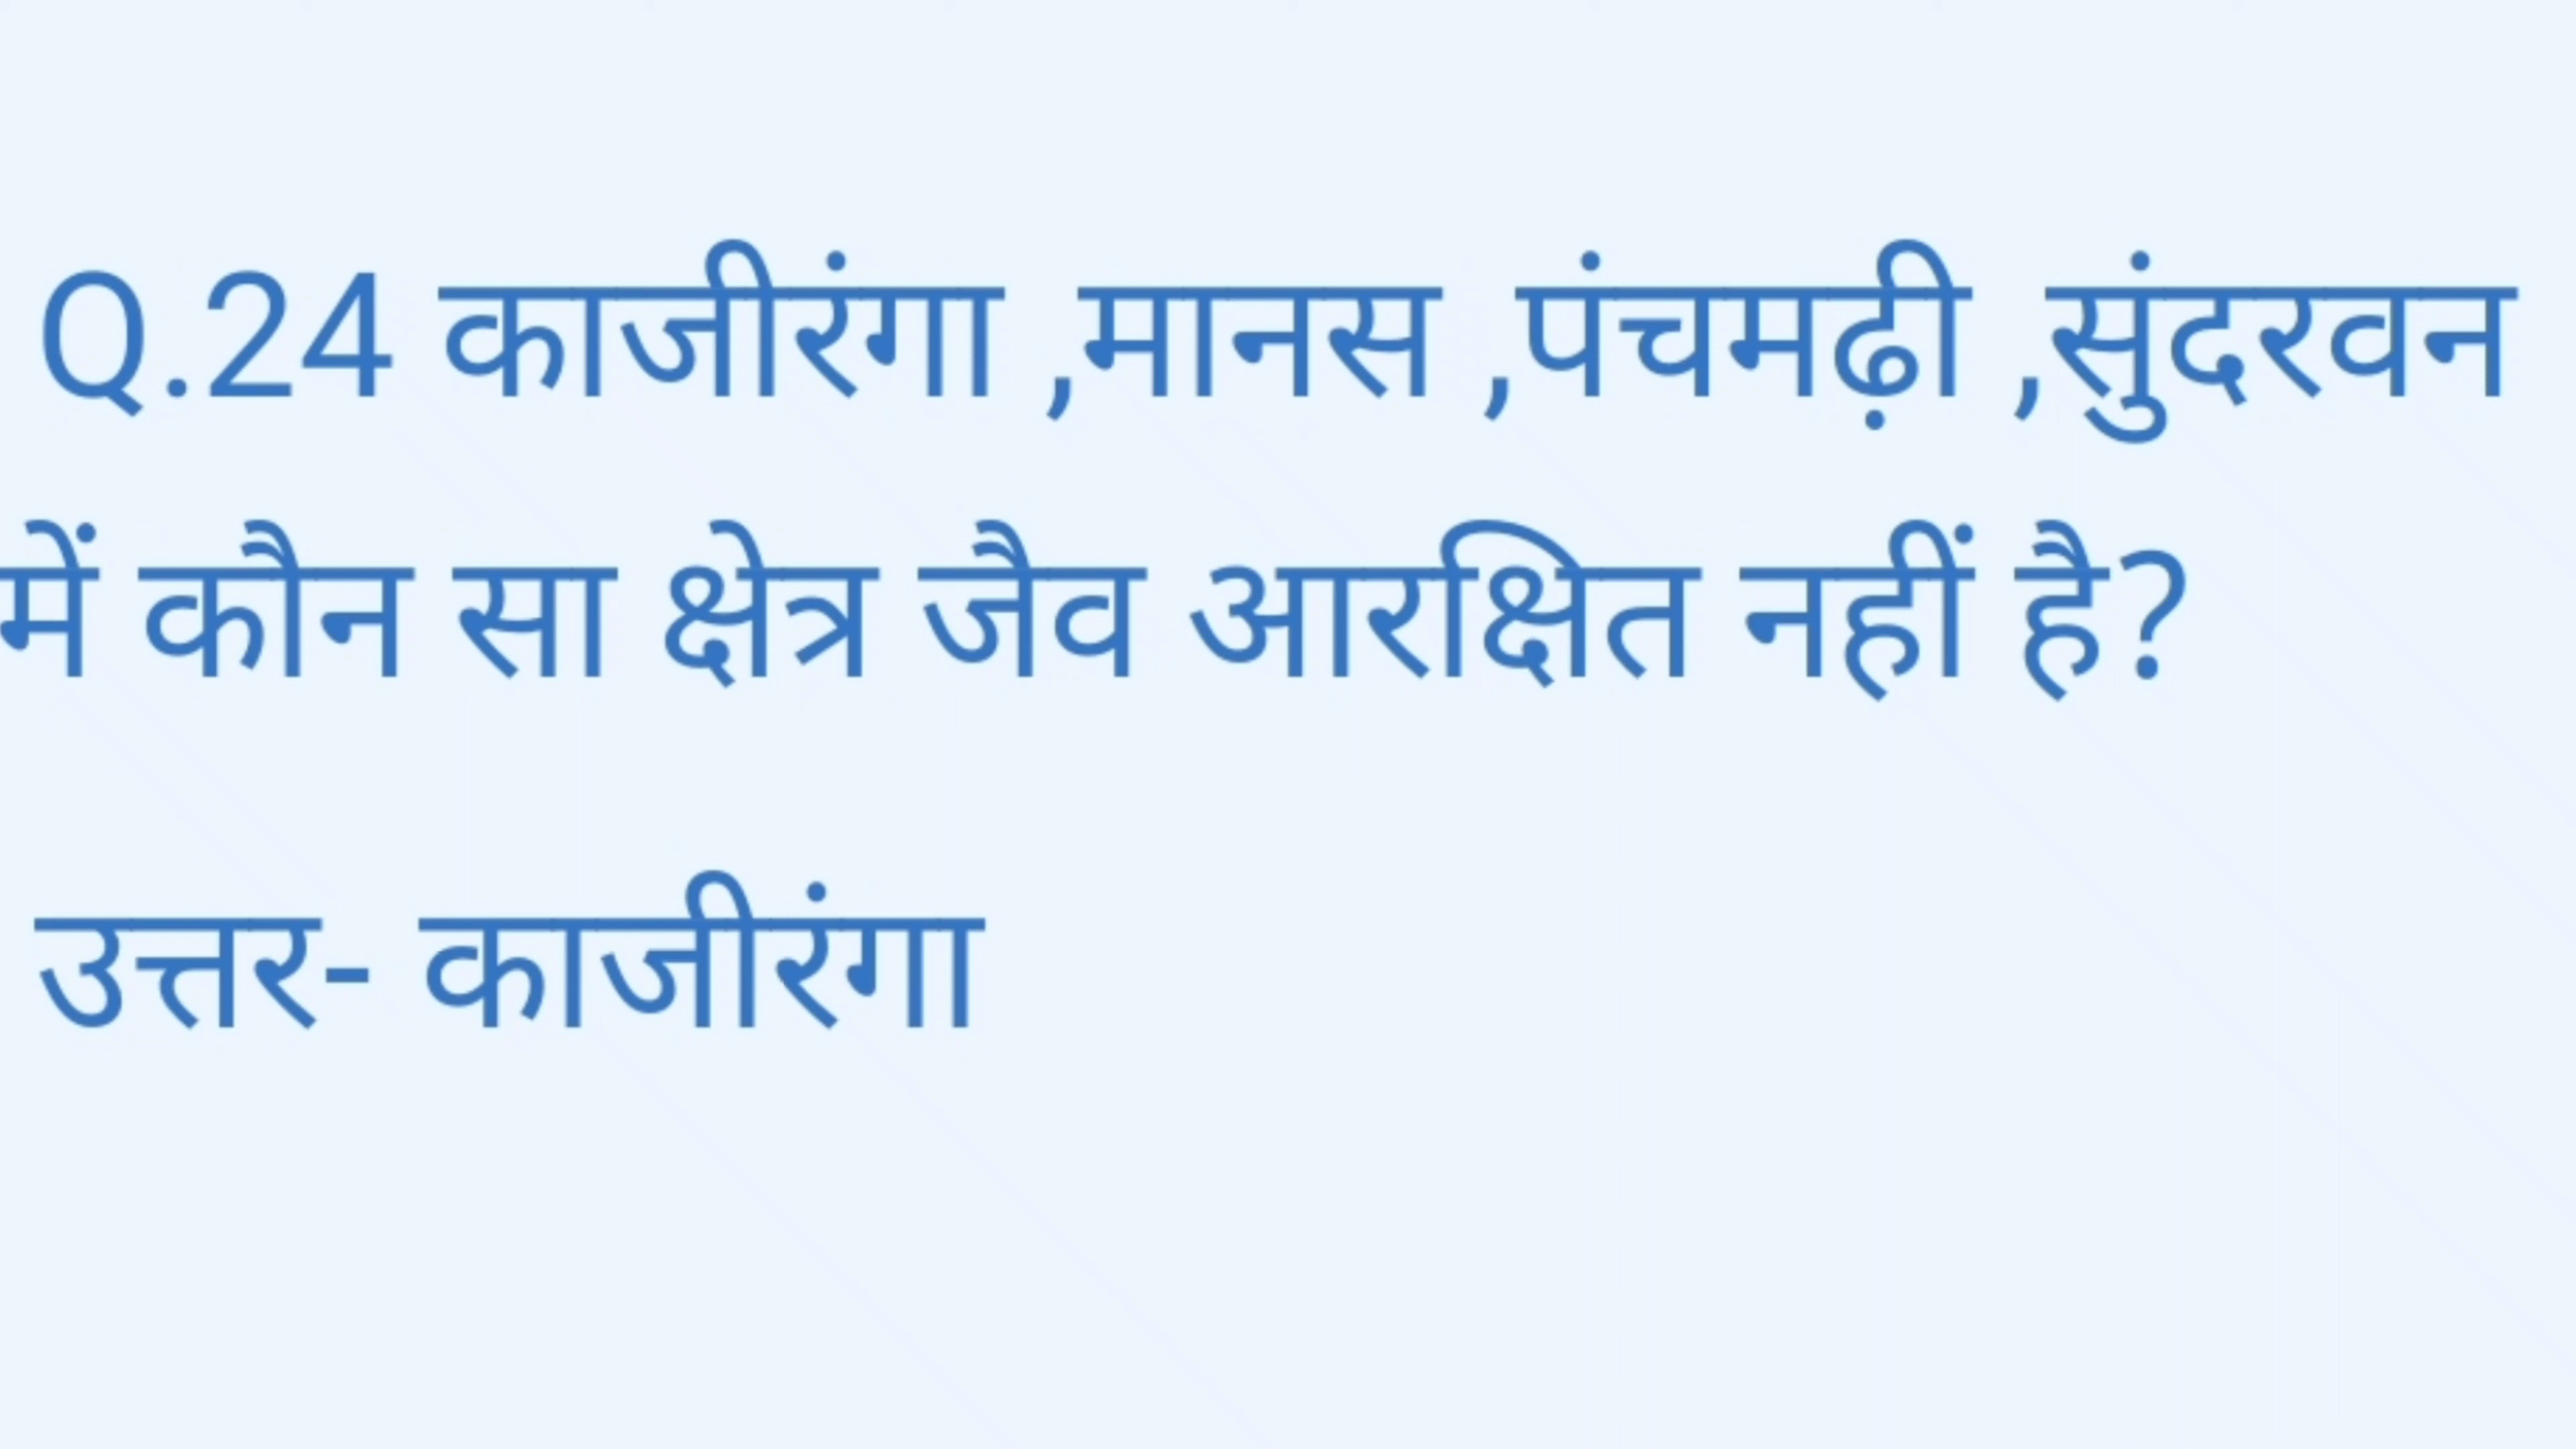 Q.24 काजीरंगा ,मानस ,पंचमढ़ी ,सुंदरवन
में कौन सा क्षेत्र जैव आरक्षित नहीं है?
उत्तर- काजीरंगा